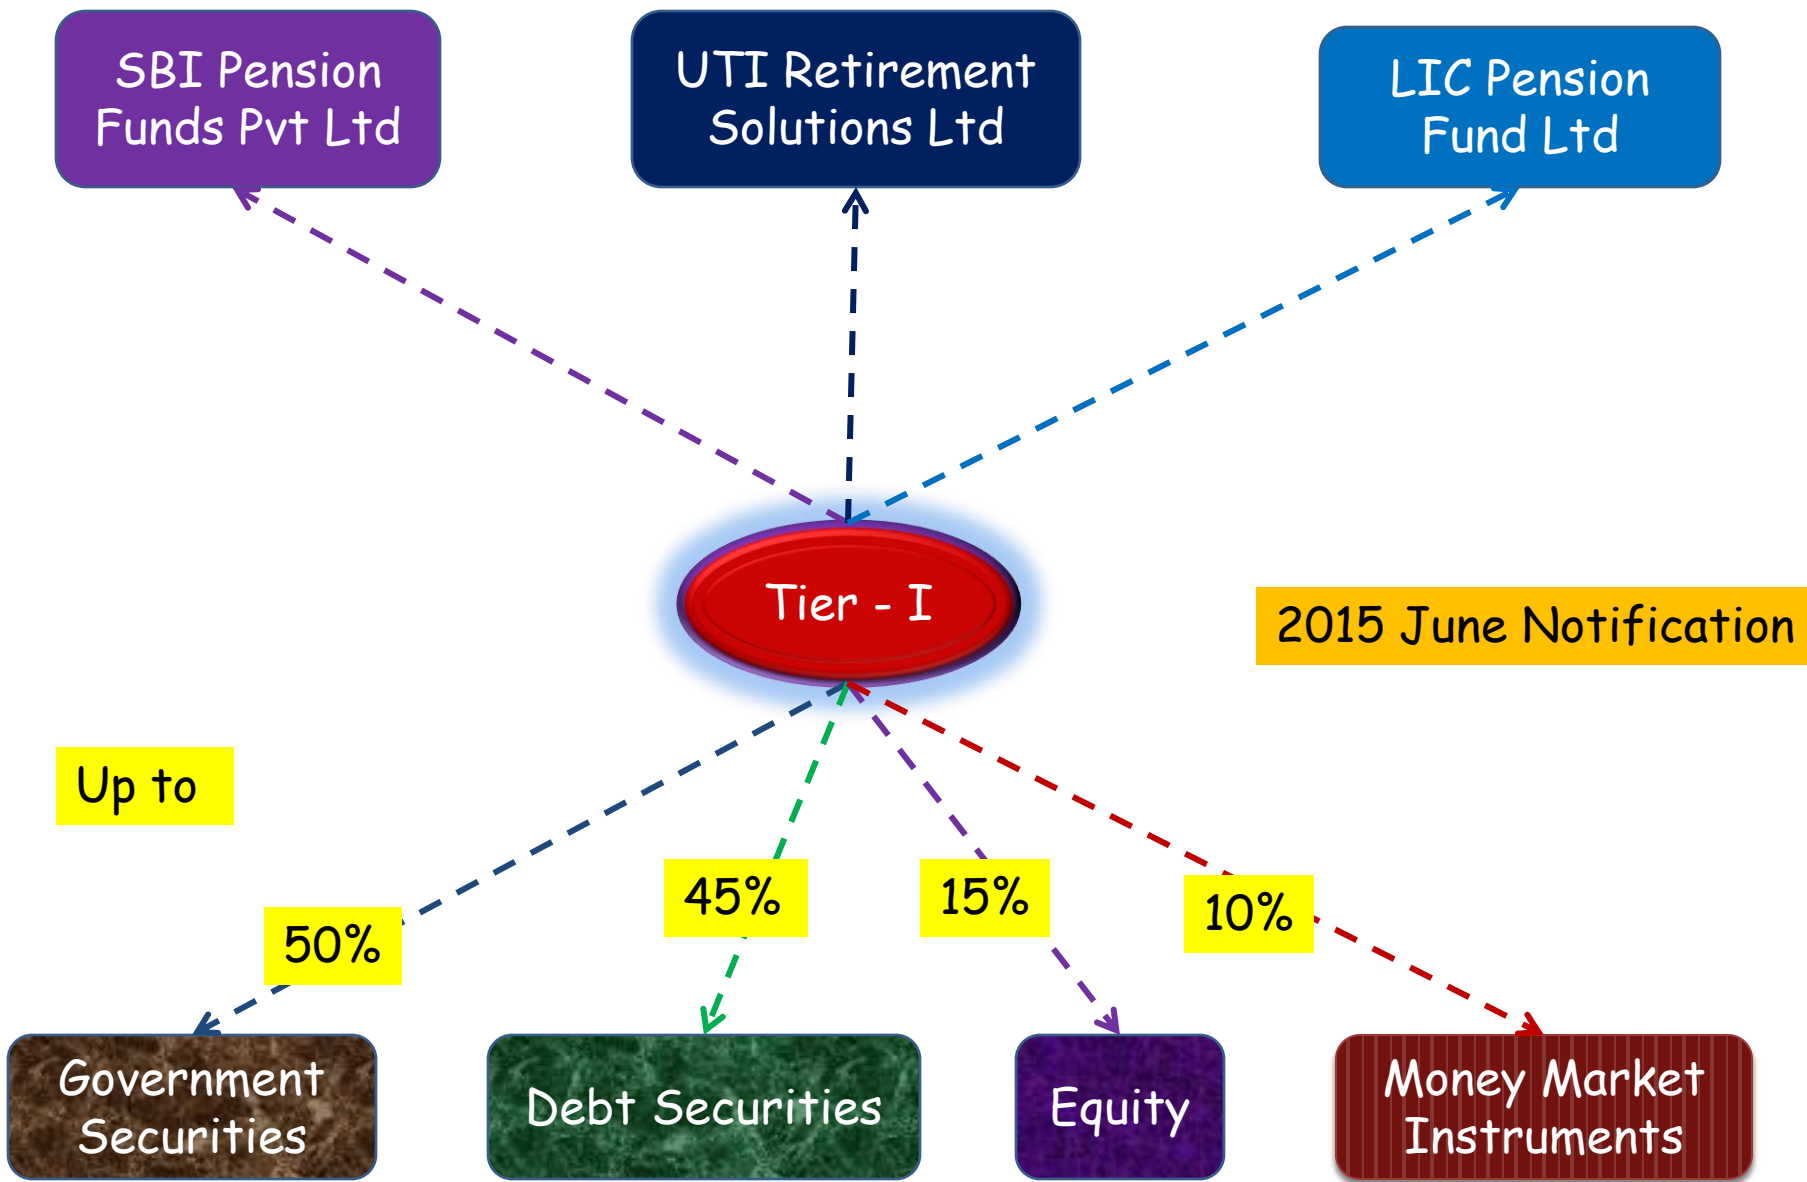 SBI Pension
Funds Pvt Ltd
UTI Retirement
Solutions Ltd
LIC Pension
Fund Ltd
Tier - I
2015 June Notification
Up to
50%
45%
15%
10%
Government
Securities
Debt Securities
Equity
Money Market
Instruments